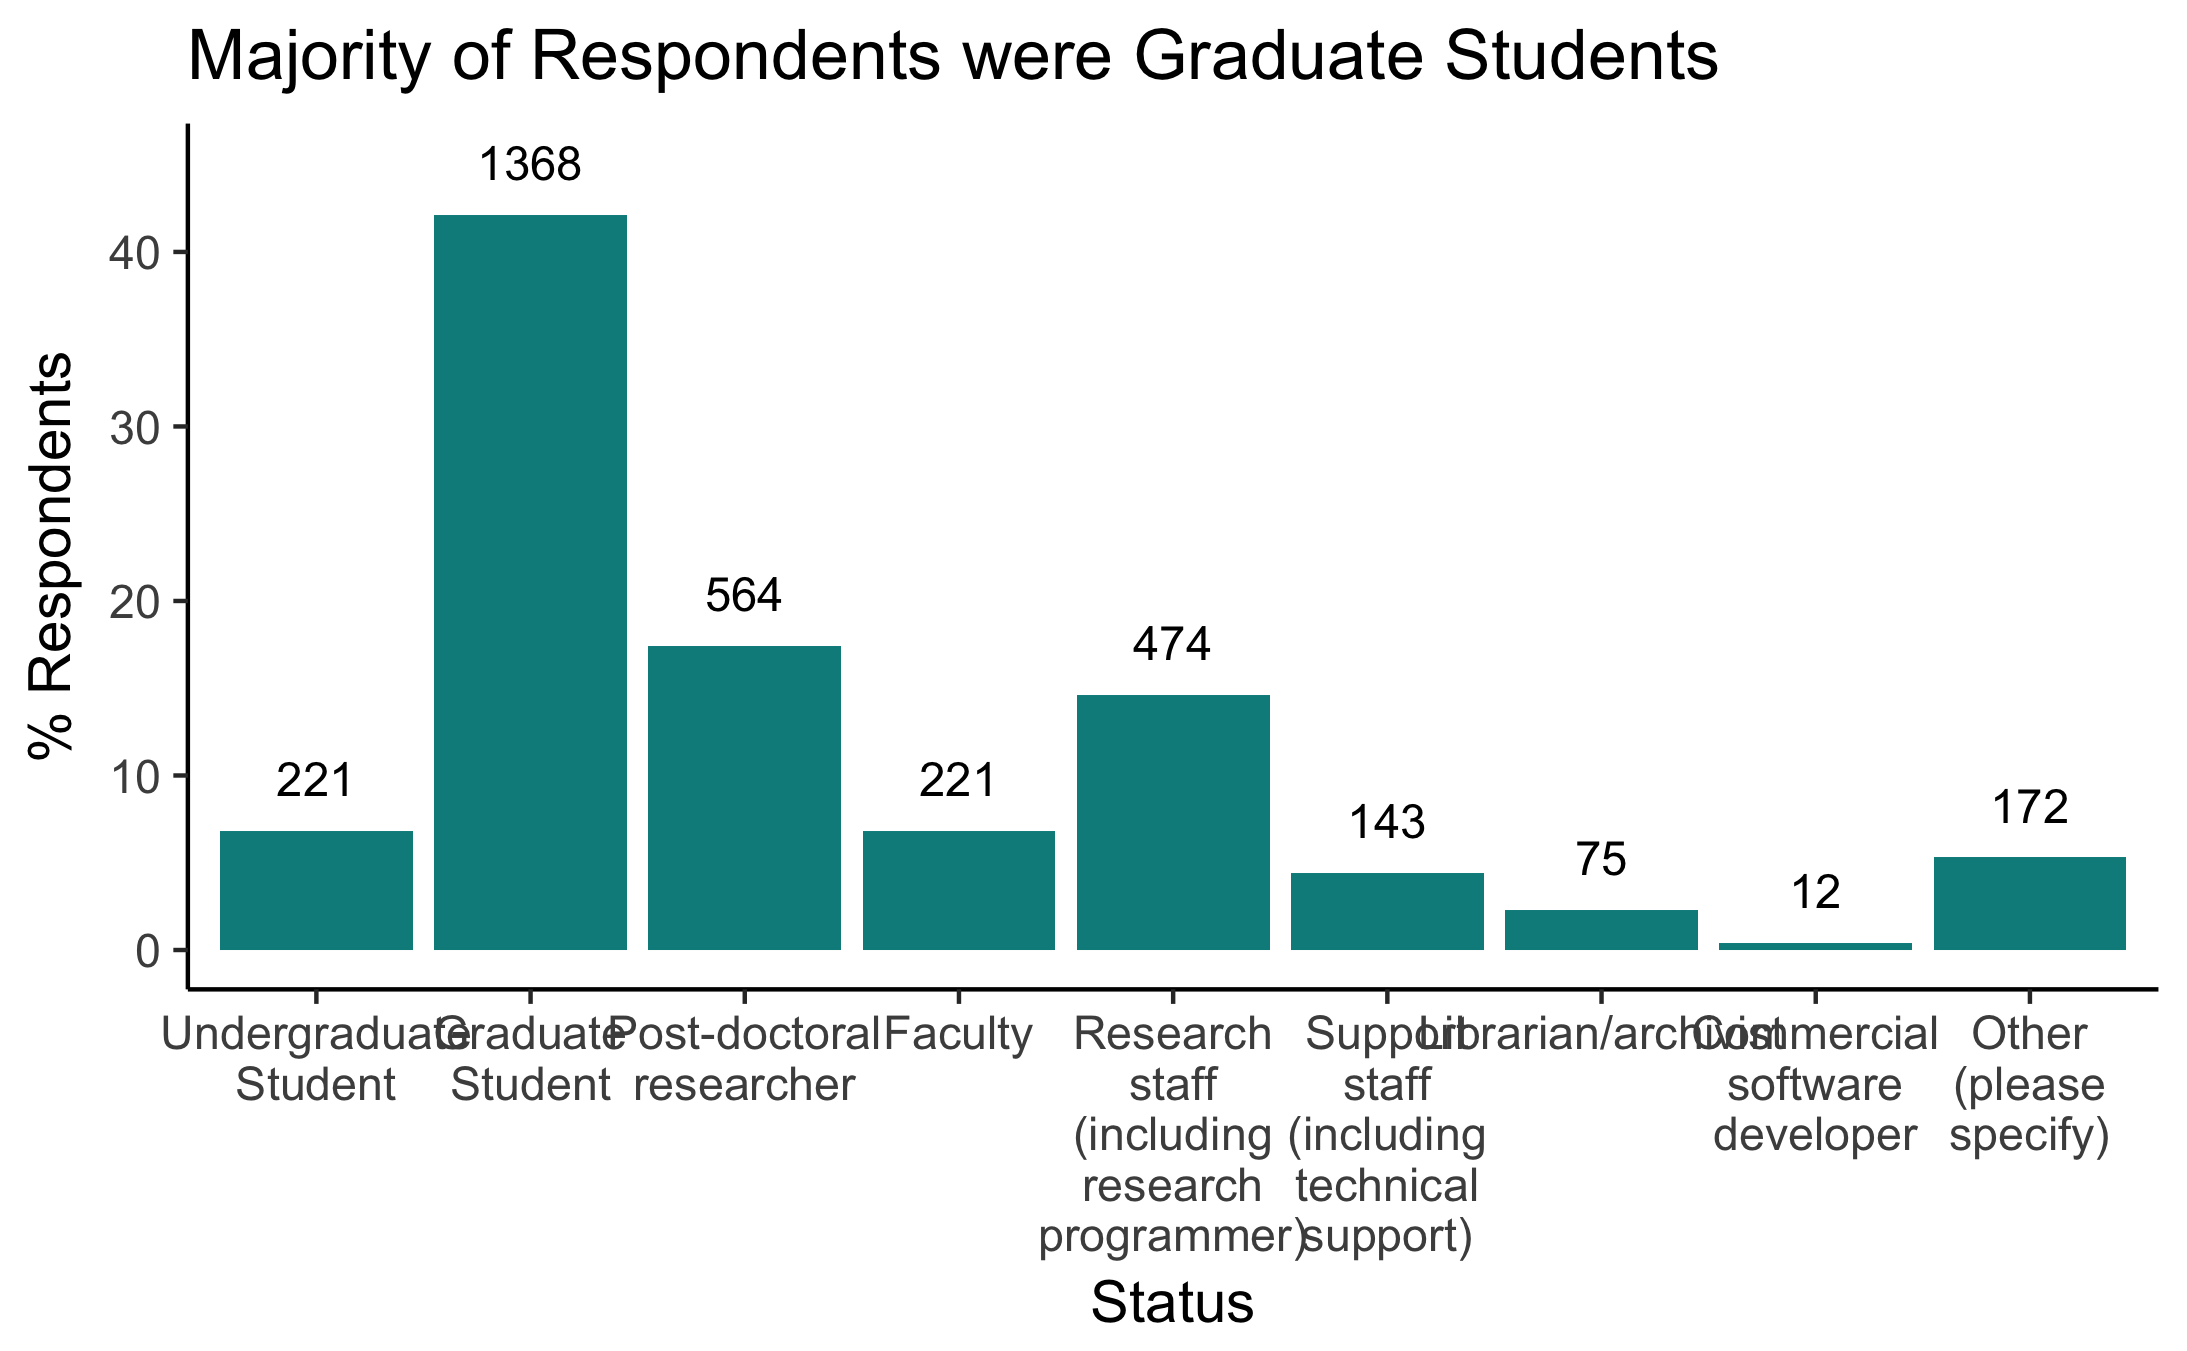 Majority of Respondents were Graduate Students
% Respondents
40
30
20
10
0
1368
564
474
221
221
143
75
12
172
Undergraduate
Student
Graduate
Student
Post-doctoral
researcher
Faculty
Research
staff
(including
research
programmer)
Support
staff
(including
technical
support)
Librarian/archivist
Commercial
software
developer
Other
(please
specify)
Status